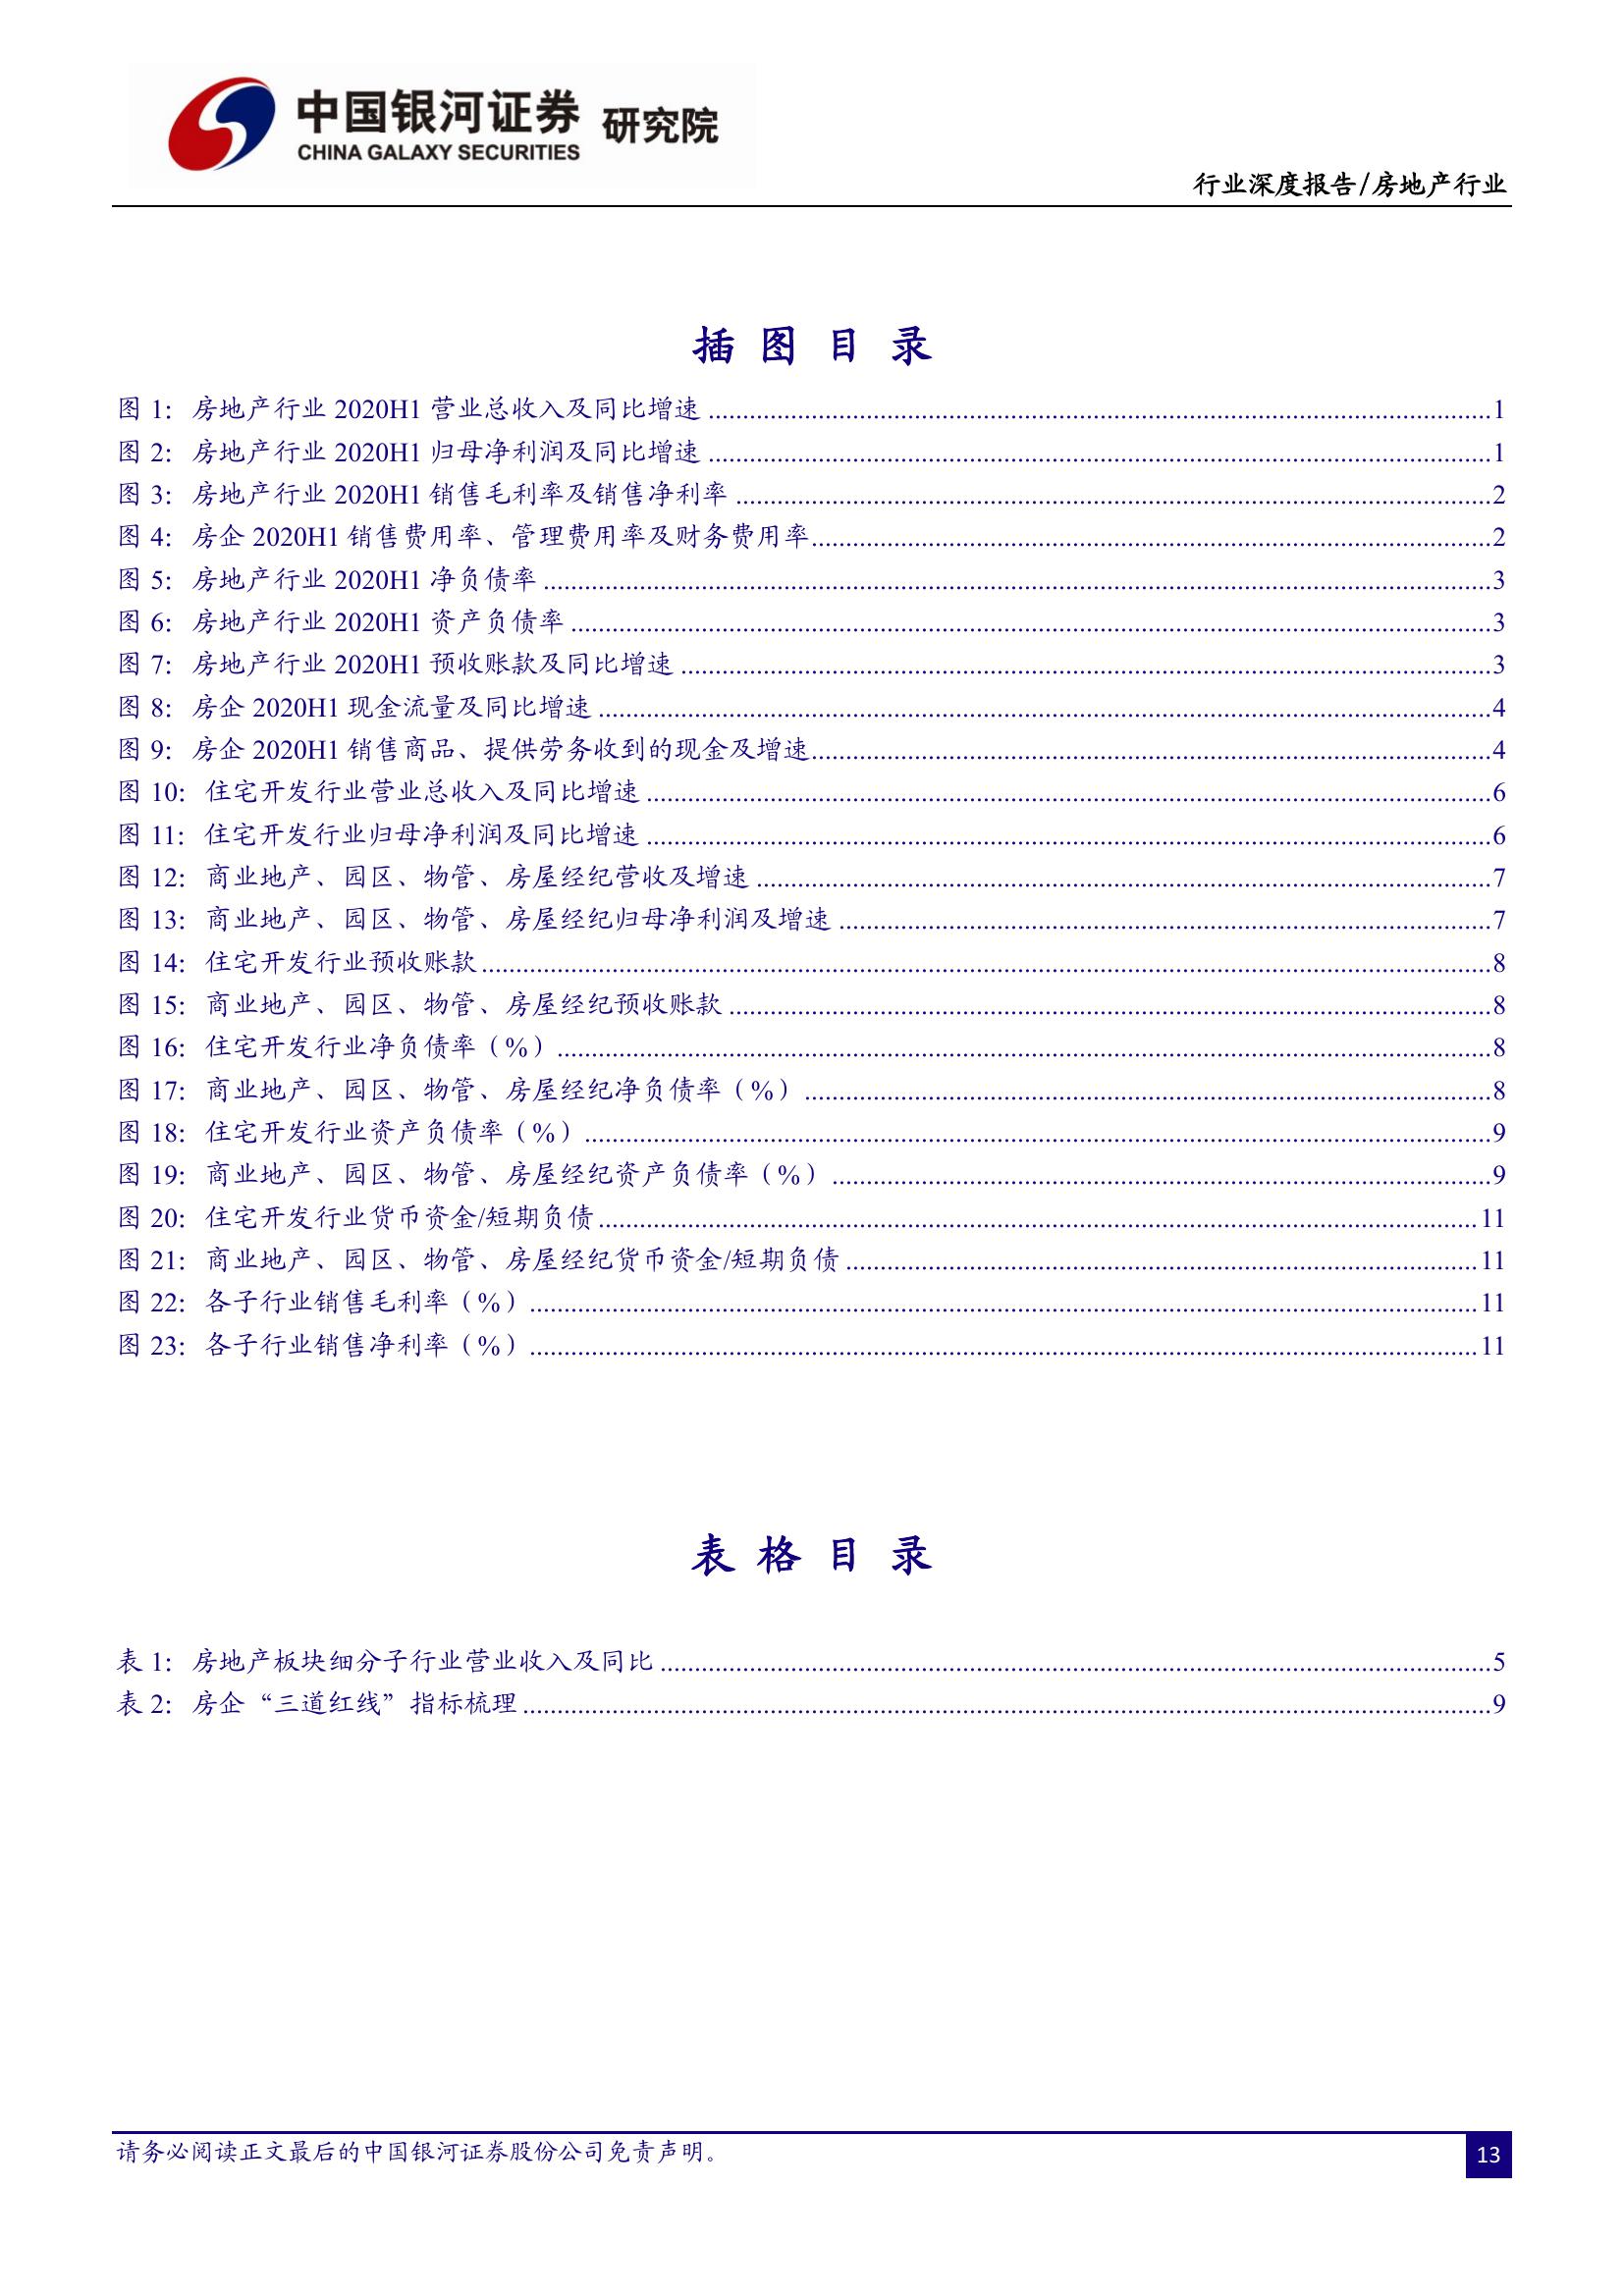 中国银河证券 研究院
CHINA GALAXY SECURITIES
行业深度报告/房地产行业
插 图 目 录
图 1：房地产行业 2020H1 营业总收入及同比增速 1
图 2：房地产行业 2020H1 归母净利润及同比增速 1
图 3：房地产行业 2020H1 销售毛利率及销售净利率 2
图 4：房企 2020H1 销售费用率、管理费用率及财务费用率 2
图 5：房地产行业 2020H1 净负债率 3
图 6：房地产行业 2020H1 资产负债率 3
图 7：房地产行业 2020H1 预收账款及同比增速 3
图 8：房企 2020H1 现金流量及同比增速 4
图 9：房企 2020H1 销售商品、提供劳务收到的现金及增速 4
图 10：住宅开发行业营业总收入及同比增速 6
图 11：住宅开发行业归母净利润及同比增速 6
图 12：商业地产、园区、物管、房屋经纪营收及增速 7
图 13：商业地产、园区、物管、房屋经纪归母净利润及增速 7
图 14：住宅开发行业预收账款 8
图 15：商业地产、园区、物管、房屋经纪预收账款 8
图 16：住宅开发行业净负债率（%） 8
图 17：商业地产、园区、物管、房屋经纪净负债率（%） 8
图 18：住宅开发行业资产负债率（%） 9
图 19：商业地产、园区、物管、房屋经纪资产负债率（%） 9
图 20：住宅开发行业货币资金/短期负债 11
图 21：商业地产、园区、物管、房屋经纪货币资金/短期负债 11
图 22：各子行业销售毛利率（%） 11
图 23：各子行业销售净利率（%） 11
表 格 目 录
表 1：房地产板块细分子行业营业收入及同比 5
表 2：房企“三道红线”指标梳理 9
请务必阅读正文最后的中国银河证券股份公司免责声明。
13